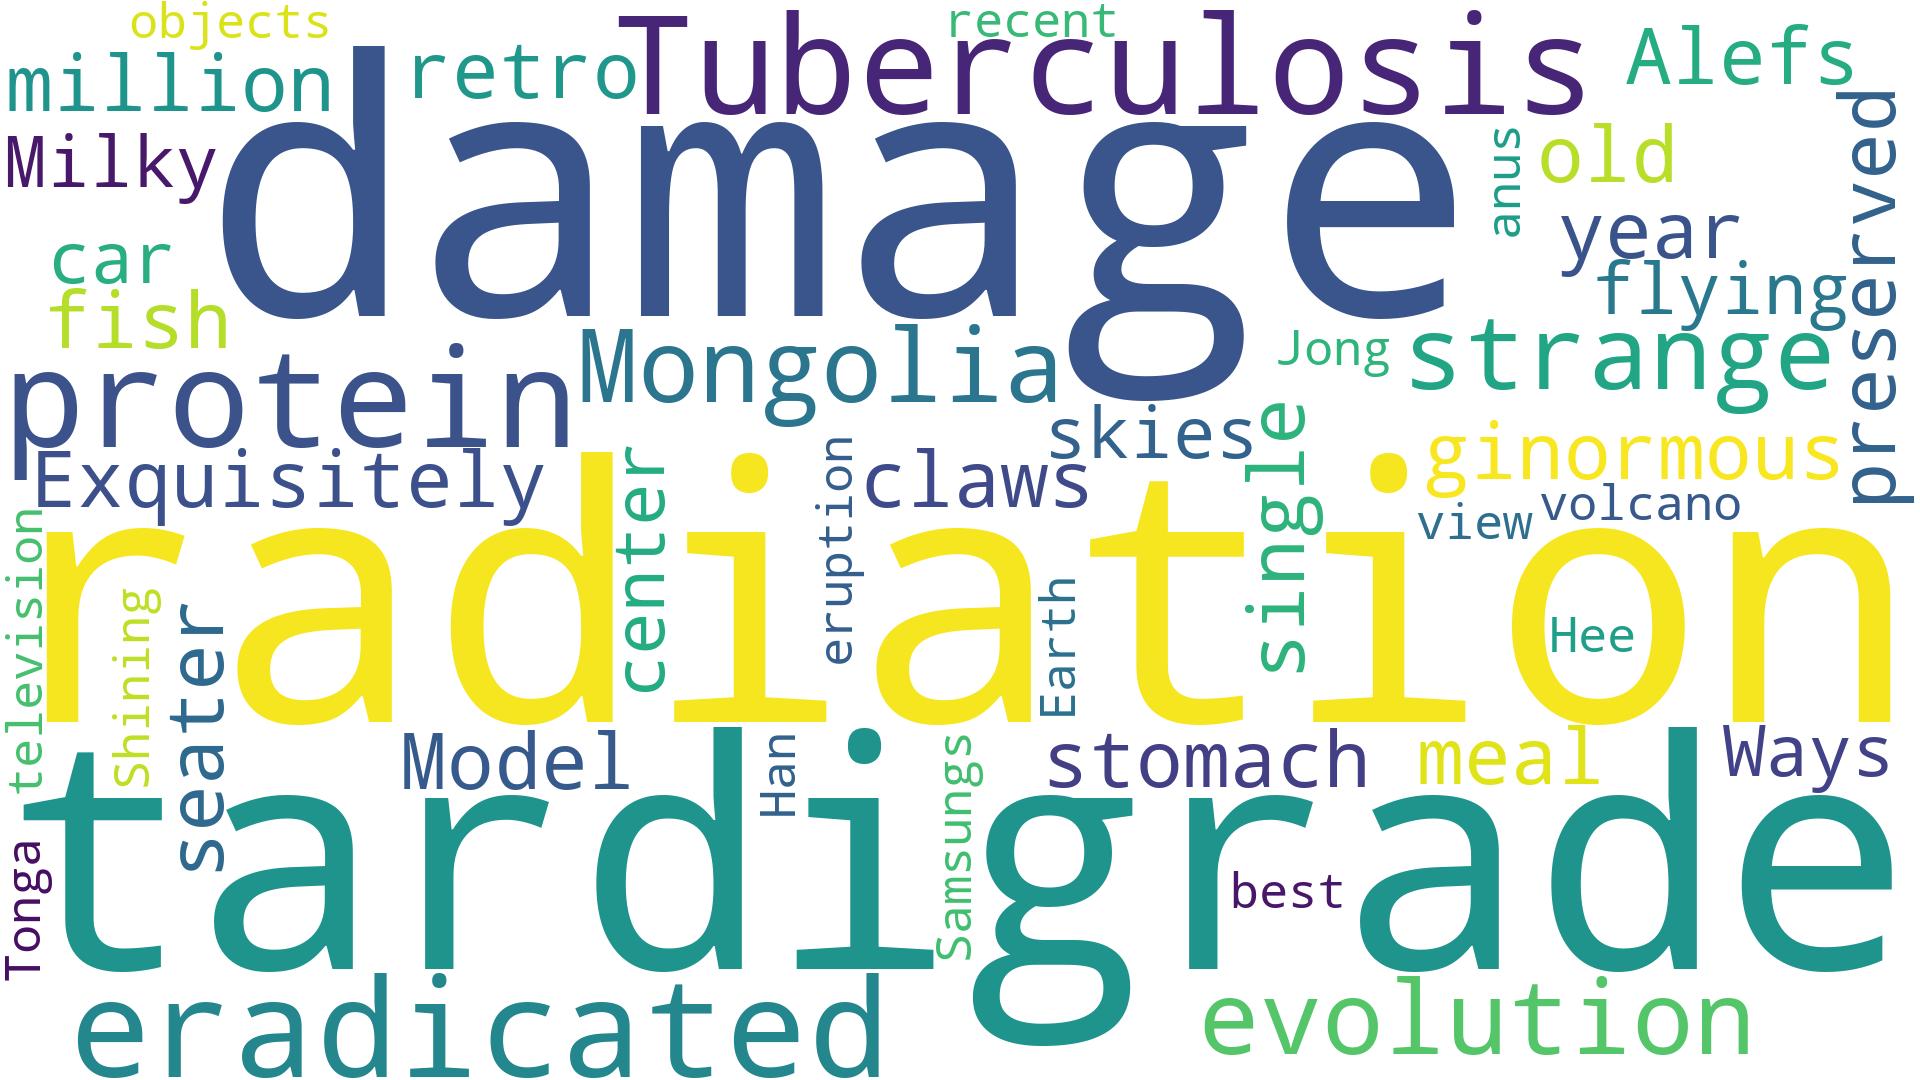 objects
recent
Tuberculosis
Alefs
million
retro
damage
Milky
anus
old
preserved
year
car
flying
fish
Mongolia
Jong
strange
protein
skies
single
ginormous
Exquisitely
center
eruption
claws
view
volcano
television
radiation
Shining
seater
Earth
Hee
Model
Han
Samsungs
stomach
meal
Ways
tardigrade
Tonga
best
eradicated
evolution